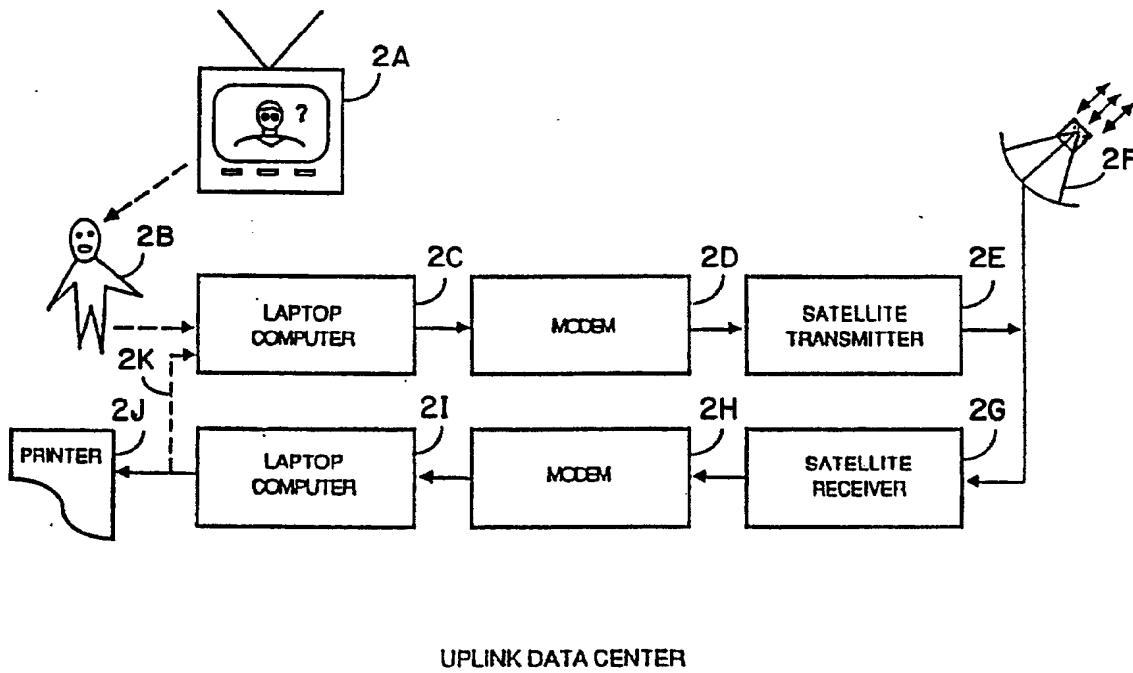 2A
?
2F
2B
2C
2D
2E
LAPTOP
COMPUTER
MODEM
SATELLITE
TRANSMITTER
2K
2J
2I
2H
2G
PRINTER
LAPTOP
COMPUTER
MODEM
SATELLITE
RECEIVER
UPLINK DATA CENTER